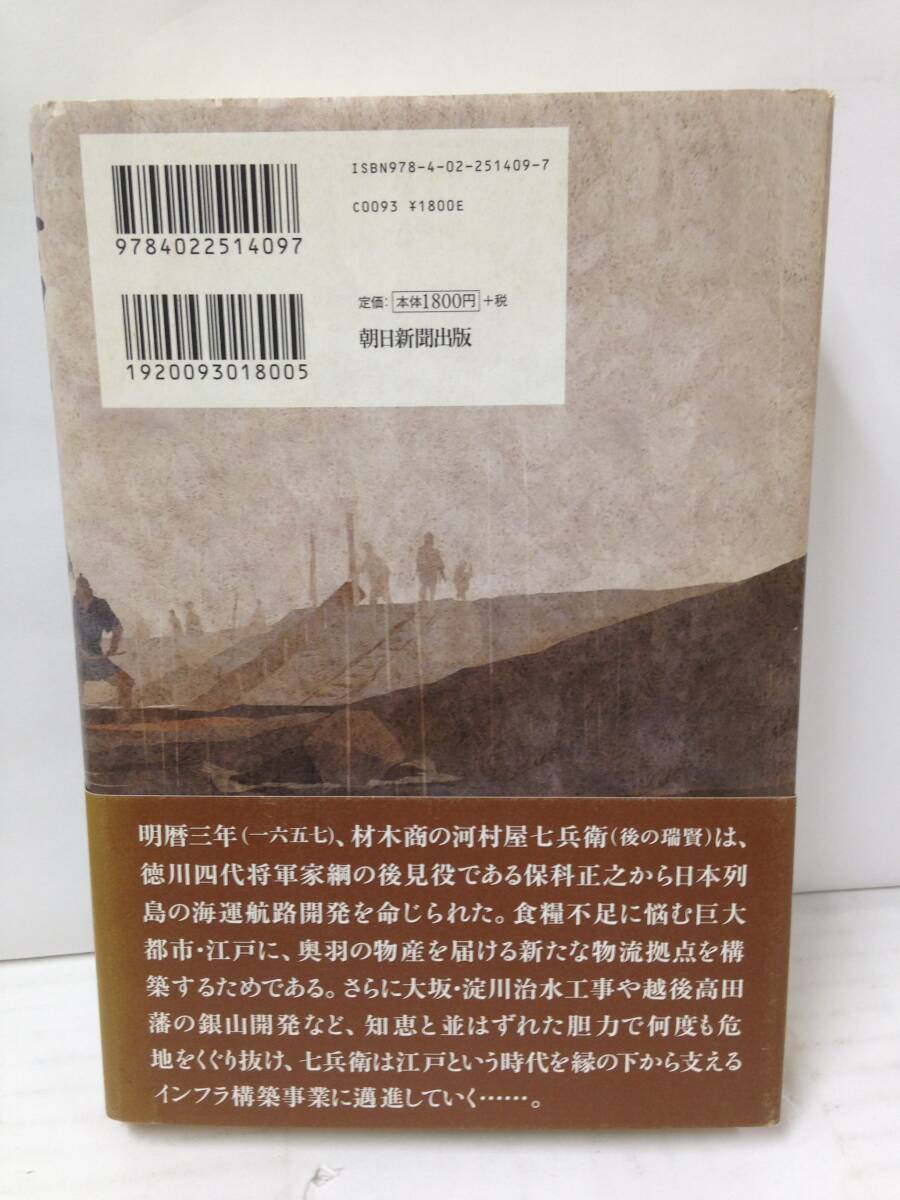 ISBN978-4-02-251409-7
C0093 ¥1800E
9784022514097
定価: 本体1800円 +税
朝日新聞出版
1920093018005
明暦三年(一六五七)、材木商の河村屋七兵衛(後の瑞賢)は、
徳川四代将軍家綱の後見役である保科正之から日本列
島の海運航路開発を命じられた。食糧不足に悩む巨大
都市・江戸に、奥羽の物産を届ける新たな物流拠点を構
築するためである。さらに大坂・淀川治水工事や越後高田
藩の銀山開発など、知恵と並はずれた胆力で何度も危
地をくぐり抜け、七兵衛は江戸という時代を縁の下から支える
インフラ構築事業に邁進していく……。